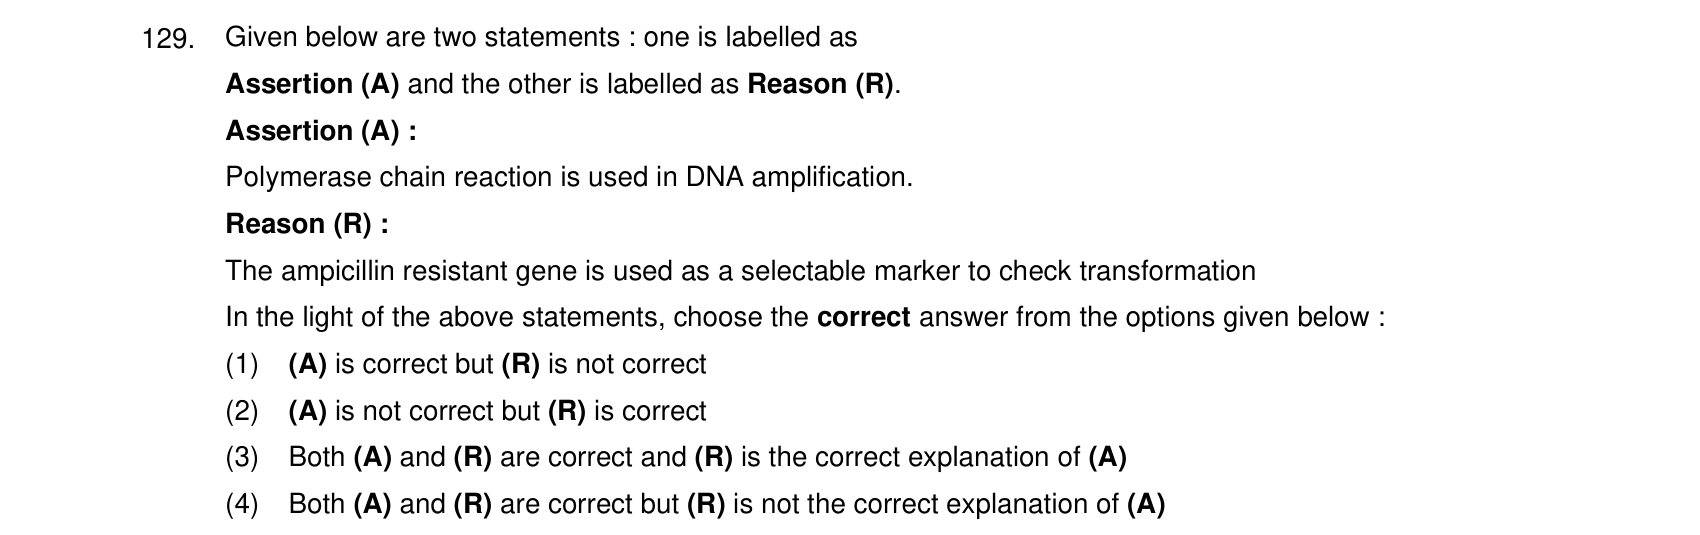 129. Given below are two statements : one is labelled as
Assertion (A) and the other is labelled as Reason (R).
Assertion (A) :
Polymerase chain reaction is used in DNA amplification.
Reason (R) :
The ampicillin resistant gene is used as a selectable marker to check transformation
In the light of the above statements, choose the correct answer from the options given below :
(1) (A) is correct but (R) is not correct
(2) (A) is not correct but (R) is correct
(3) Both (A) and (R) are correct and (R) is the correct explanation of (A)
(4) Both (A) and (R) are correct but (R) is not the correct explanation of (A)